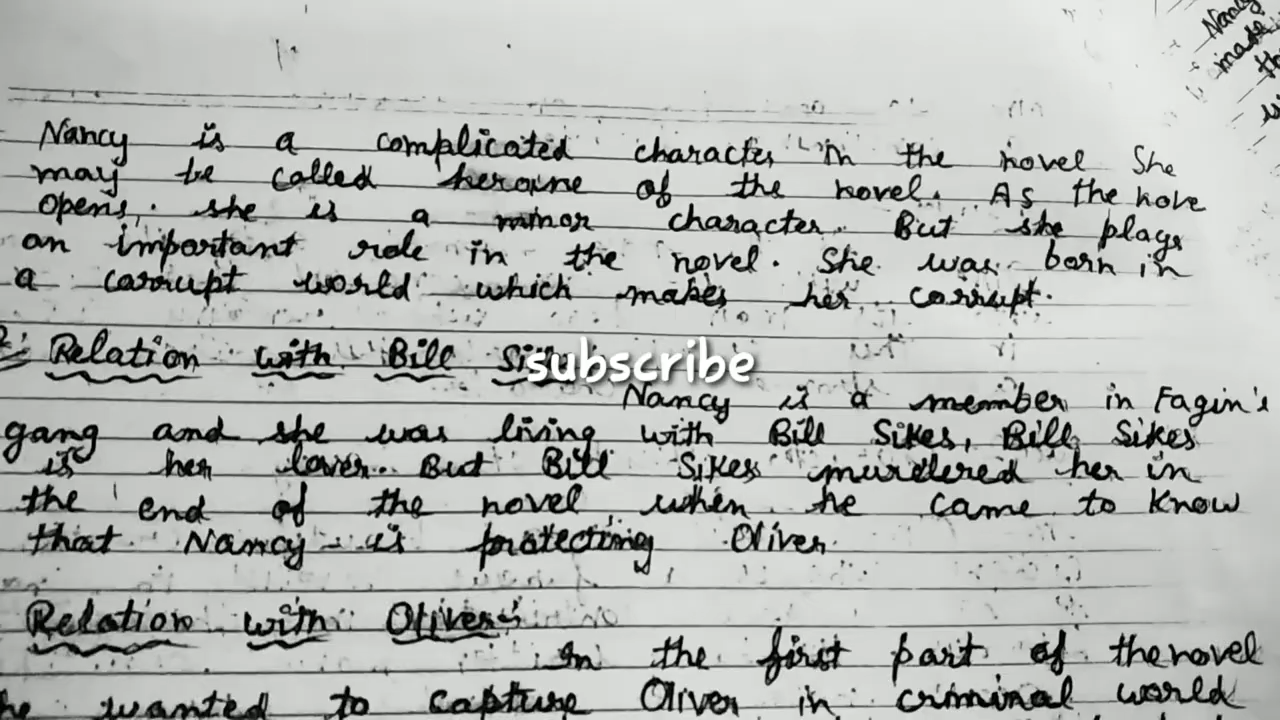 Nancy
made
th
Nancy is a complicated character in the novel She
may be called heroine of the novel. As the nove
opens, she is a minor character. But she plays
an important role in the novel. She was born in
a corrupt world which makes her corrupt.
Relation with Bill
subscribe
Nancy is a member in Fagin's
gang and she was living with Bill Sikes, Bill Sikes
is her lover. But Bill Sikes murdered her in
the end of the novel when he came to know
that Nancy is protecting Oliver
Relation with Oliver:-
In the first part of the novel
he wanted to capture Oliver in criminal world